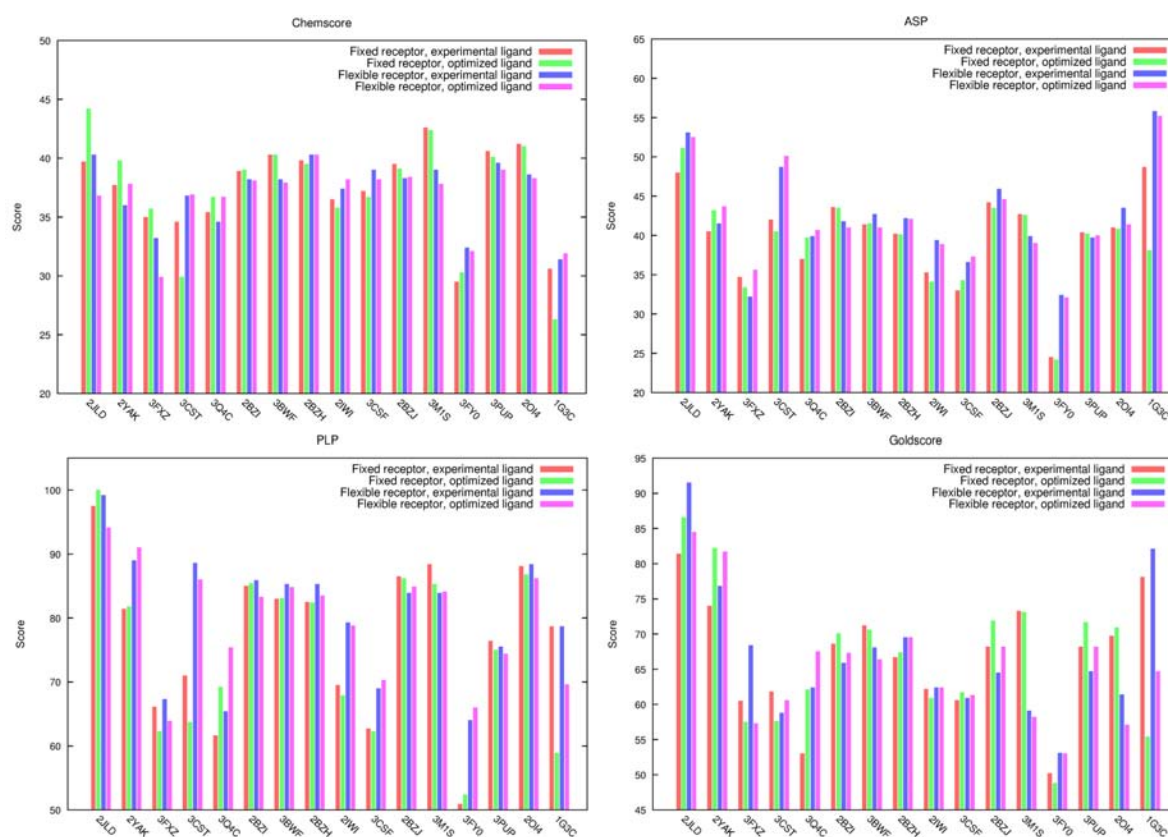 Chemscore
50
45
40
35
30
25
20
Score
Fixed receptor, experimental ligand
Fixed receptor, optimized ligand
Flexible receptor, experimental ligand
Flexible receptor, optimized ligand
2JLD 2YAK 3FXZ 3CST 3Q4C 2BZI 3BWF 2BZH 2IWI 3CSF 2BZJ 3M1S 3FY0 3PUP 2OI4 1G3C
ASP
65
60
55
50
45
40
35
30
25
20
Score
Fixed receptor, experimental ligand
Fixed receptor, optimized ligand
Flexible receptor, experimental ligand
Flexible receptor, optimized ligand
2JLD 2YAK 3FXZ 3CST 3Q4C 2BZI 3BWF 2BZH 2IWI 3CSF 2BZJ 3M1S 3FY0 3PUP 2OI4 1G3C
PLP
100
90
80
70
60
50
Score
Fixed receptor, experimental ligand
Fixed receptor, optimized ligand
Flexible receptor, experimental ligand
Flexible receptor, optimized ligand
2JLD 2YAK 3FXZ 3CST 3Q4C 2BZI 3BWF 2BZH 2IWI 3CSF 2BZJ 3M1S 3FY0 3PUP 2OI4 1G3C
Goldscore
95
90
85
80
75
70
65
60
55
50
45
Score
Fixed receptor, experimental ligand
Fixed receptor, optimized ligand
Flexible receptor, experimental ligand
Flexible receptor, optimized ligand
2JLD 2YAK 3FXZ 3CST 3Q4C 2BZI 3BWF 2BZH 2IWI 3CSF 2BZJ 3M1S 3FY0 3PUP 2OI4 1G3C